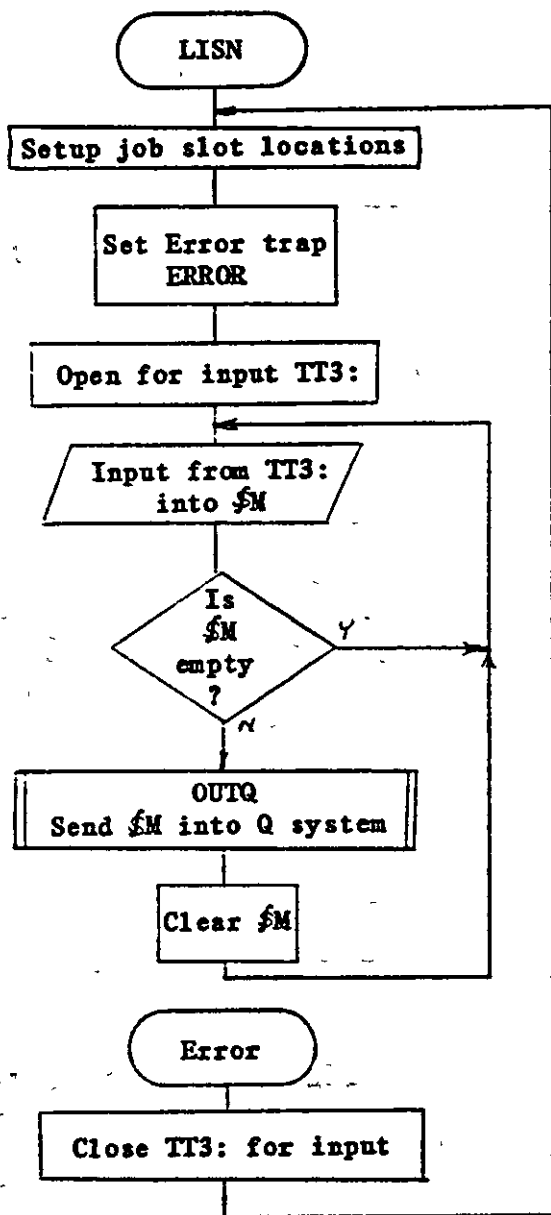 LISN
Setup job slot locations
Set Error trap
ERROR
Open for input TT3:
Input from TT3:
into $M
Is
$M
empty
?
Y
N
OUTQ
Send $M into Q system
Clear $M
Error
Close TT3: for input